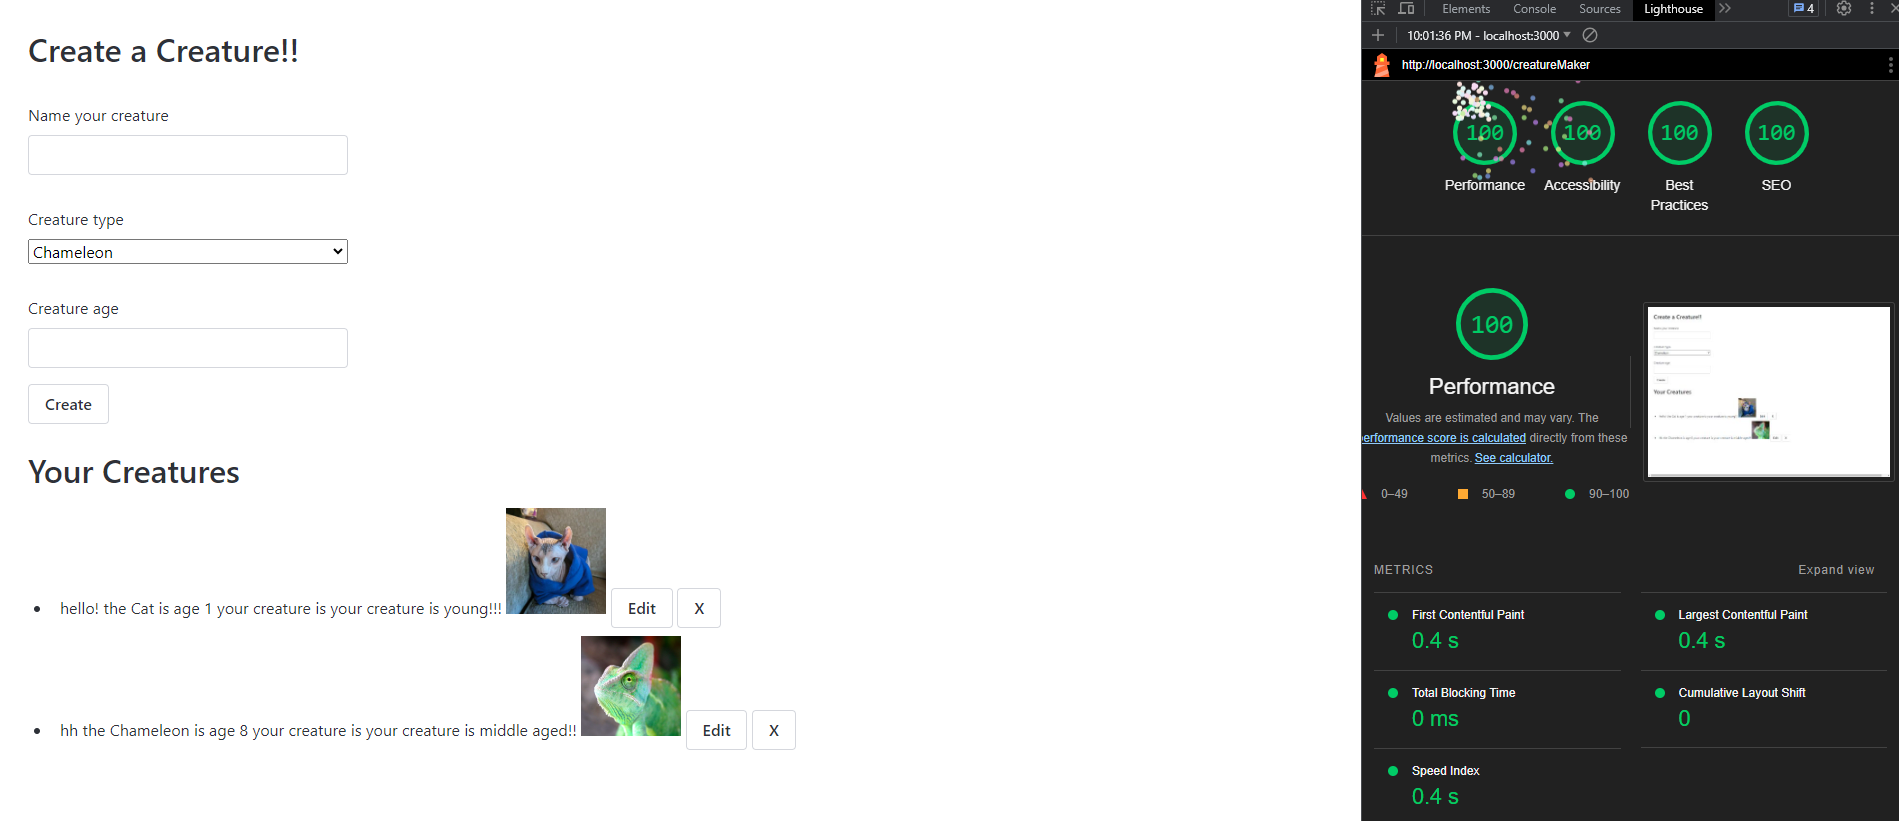 Create a Creature!!
Name your creature
Creature type
Chameleon
Creature age
Create
Your Creatures
hello! the Cat is age 1 your creature is your creature is young!!!
Edit
X
hh the Chameleon is age 8 your creature is your creature is middle aged!!
Edit
X
Elements Console Sources Lighthouse 4
10:01:36 PM - localhost:3000
http://localhost:3000/creatureMaker
100 100 100 100
Performance Accessibility Best Practices SEO
100
Performance
Values are estimated and may vary. The
performance score is calculated directly from these
metrics. See calculator.
0–49 50–89 90–100
Create a Creature!!
Your Creatures
METRICS Expand view
First Contentful Paint
0.4 s
Largest Contentful Paint
0.4 s
Total Blocking Time
0 ms
Cumulative Layout Shift
0
Speed Index
0.4 s